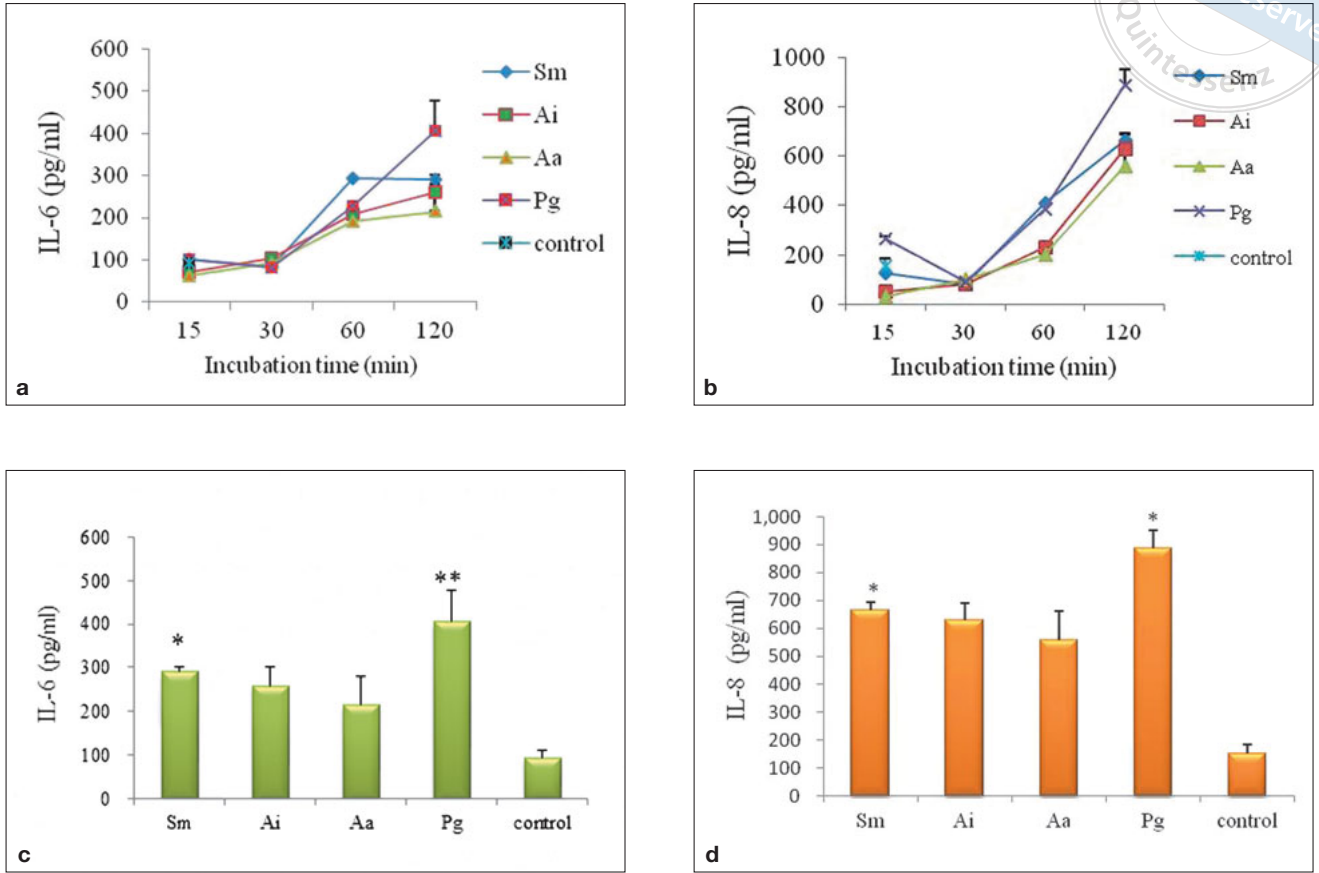 600
500
400
300
200
100
0
IL-6 (pg/ml)
15 30 60 120
Incubation time (min)
Sm
Ai
Aa
Pg
control
a
1000
800
600
400
200
0
IL-8 (pg/ml)
15 30 60 120
Incubation time (min)
Sm
Ai
Aa
Pg
control
b
Quintessenz
600
500
400
300
200
100
0
IL-6 (pg/ml)
* **
Sm Ai Aa Pg control
c
1,000
900
800
700
600
500
400
300
200
100
0
IL-8 (pg/ml)
* *
Sm Ai Aa Pg control
d